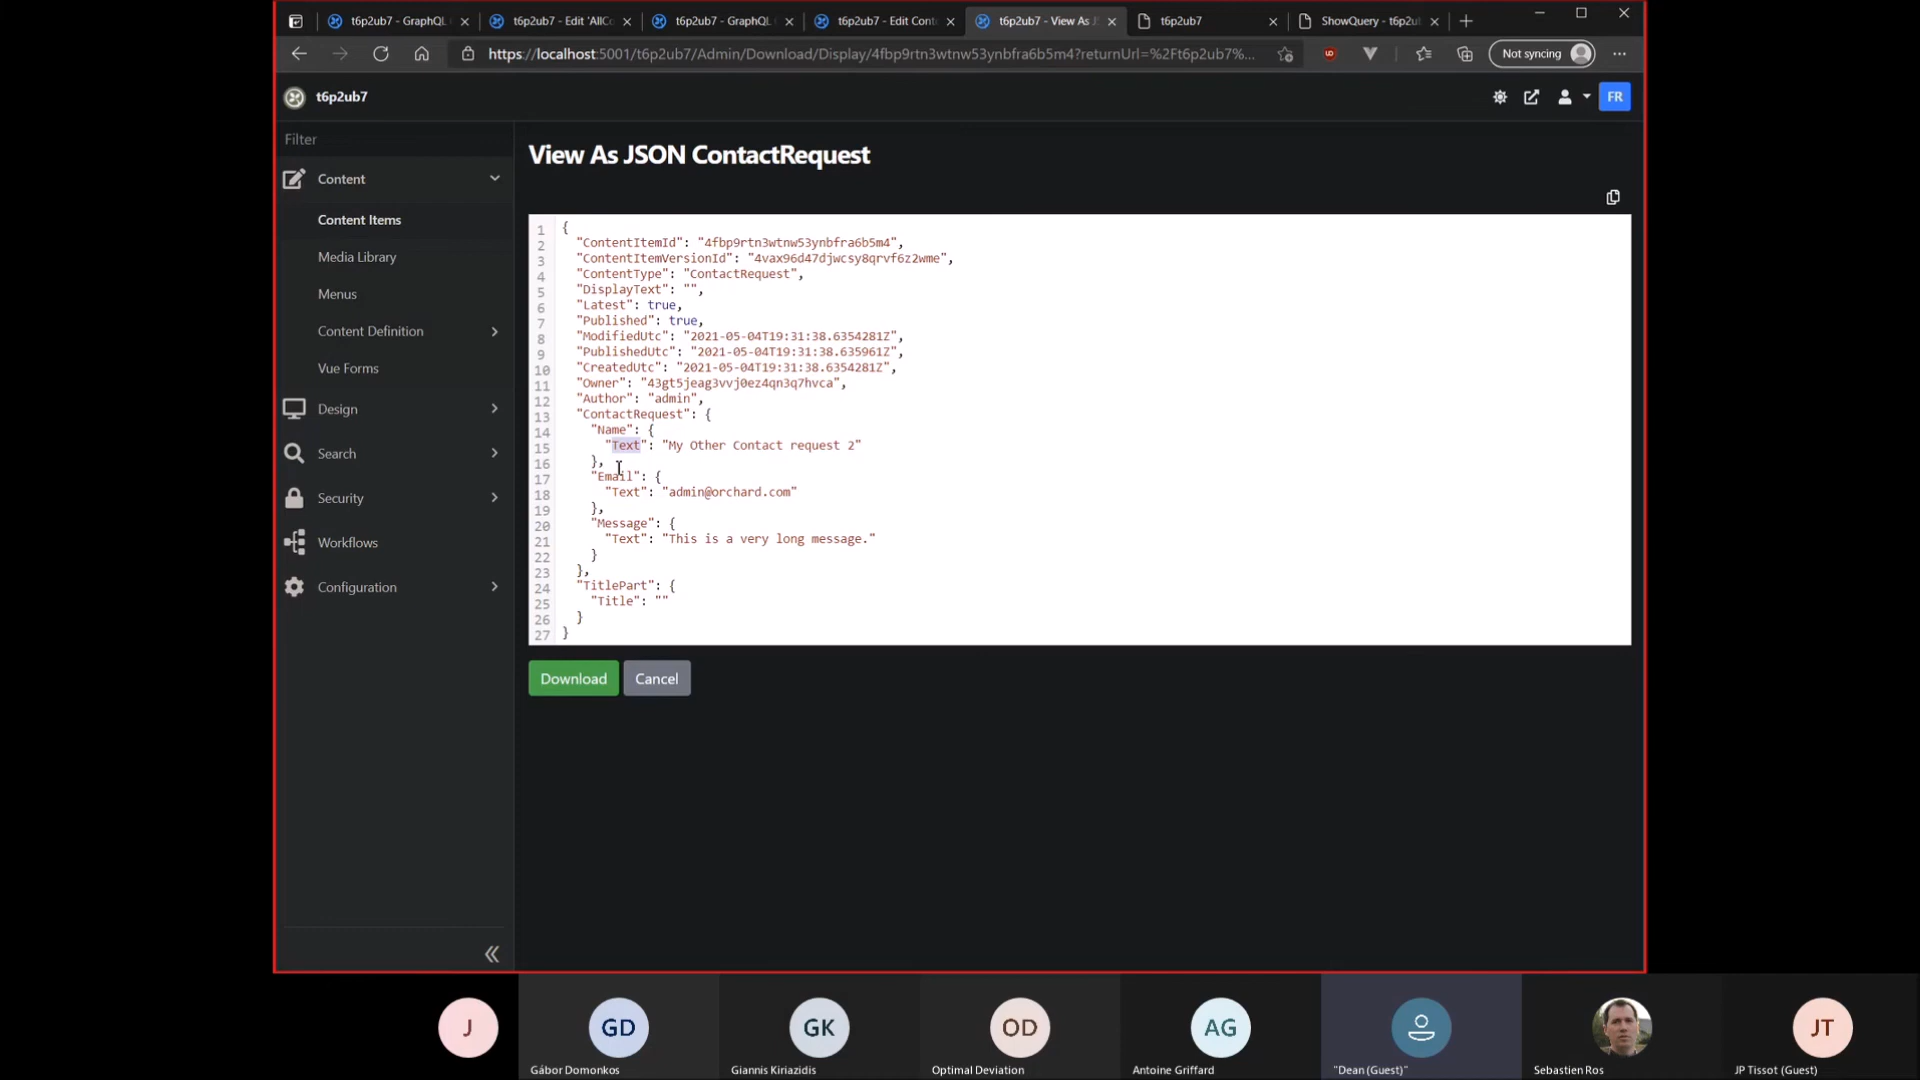 t6p2ub7 - GraphQL
t6p2ub7 - Edit 'AllCo
t6p2ub7 - GraphQL
t6p2ub7 - Edit Cont
t6p2ub7 - View As J
t6p2ub7
ShowQuery - t6p2ub
https://localhost:5001/t6p2ub7/Admin/Download/Display/4fbp9rtn3wtnw53ynbfra6b5m4?returnUrl=%2Ft6p2ub7%...
Not syncing
t6p2ub7
FR
Filter
Content
Content Items
Media Library
Menus
Content Definition
Vue Forms
Design
Search
Security
Workflows
Configuration
View As JSON ContactRequest
1 {
2 "ContentItemId": "4fbp9rtn3wtnw53ynbfra6b5m4",
3 "ContentItemVersionId": "4vax96d47djwcsy8qrvf6z2wme",
4 "ContentType": "ContactRequest",
5 "DisplayText": "",
6 "Latest": true,
7 "Published": true,
8 "ModifiedUtc": "2021-05-04T19:31:38.6354281Z",
9 "PublishedUtc": "2021-05-04T19:31:38.635961Z",
10 "CreatedUtc": "2021-05-04T19:31:38.6354281Z",
11 "Owner": "43gt5jeag3vvj0ez4qn3q7hvca",
12 "Author": "admin",
13 "ContactRequest": {
14 "Name": {
15 "Text": "My Other Contact request 2"
16 },
17 "Email": {
18 "Text": "admin@orchard.com"
19 },
20 "Message": {
21 "Text": "This is a very long message."
22 }
23 },
24 "TitlePart": {
25 "Title": ""
26 }
27 }
Download
Cancel
J
GD
GK
OD
AG
JT
Gábor Domonkos
Giannis Kiriazidis
Optimal Deviation
Antoine Griffard
"Dean (Guest)"
Sebastien Ros
JP Tissot (Guest)